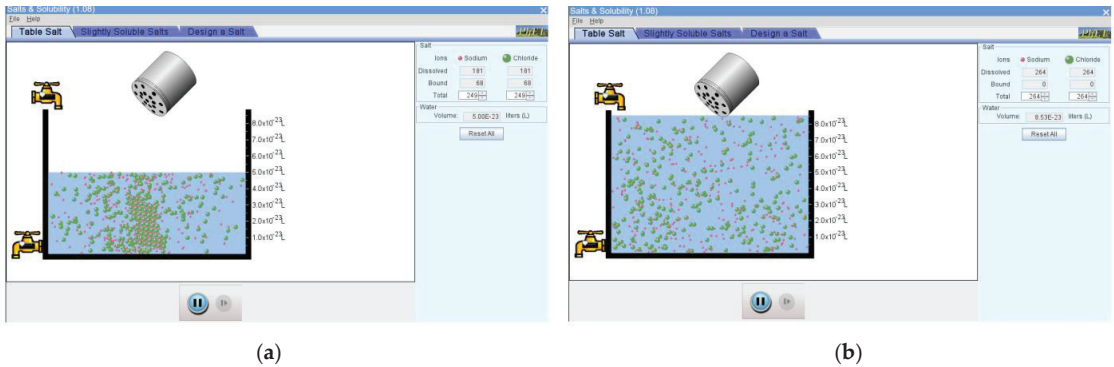 Salts & Solubility (1.08)
File Help
Table Salt Slightly Soluble Salts Design a Salt
Salt
Ions Sodium Chloride
Dissolved 181 181
Bound 68 68
Total 249 249
Water
Volume: 5.00E-23 liters (L)
Reset All
8.0x10-23L
7.0x10-23L
6.0x10-23L
5.0x10-23L
4.0x10-23L
3.0x10-23L
2.0x10-23L
1.0x10-23L
(a)
Salts & Solubility (1.08)
File Help
Table Salt Slightly Soluble Salts Design a Salt
Salt
Ions Sodium Chloride
Dissolved 264 264
Bound 0 0
Total 264 264
Water
Volume: 8.53E-23 liters (L)
Reset All
8.0x10-23L
7.0x10-23L
6.0x10-23L
5.0x10-23L
4.0x10-23L
3.0x10-23L
2.0x10-23L
1.0x10-23L
(b)